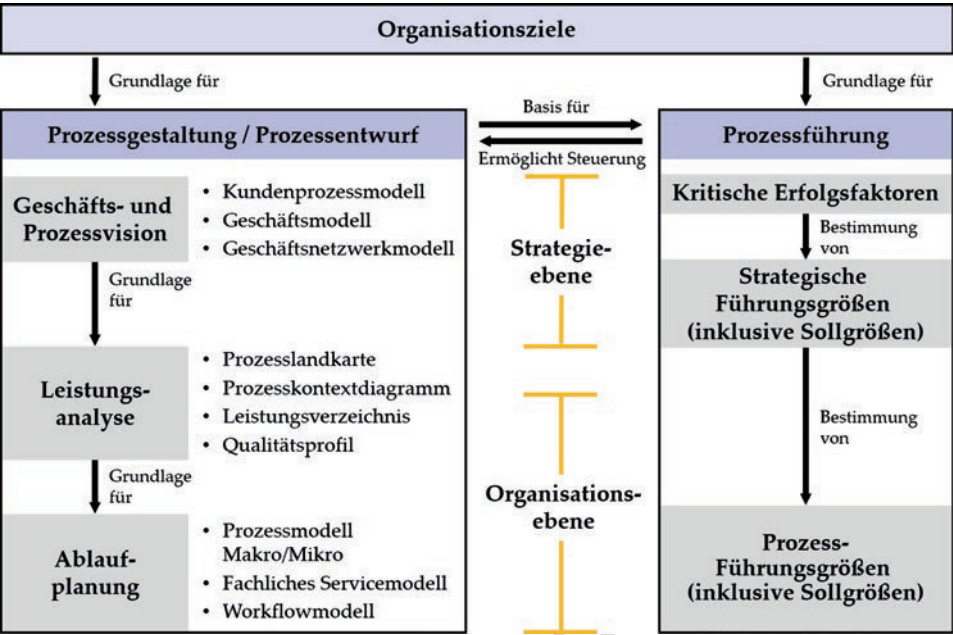 Organisationsziele
Grundlage für
Grundlage für
Prozessgestaltung / Prozessentwurf
Basis für
Ermöglicht Steuerung
Prozessführung
Geschäfts- und
Prozessvision
• Kundenprozessmodell
• Geschäftsmodell
• Geschäftsnetzwerkmodell
Grundlage
für
Leistungs-
analyse
• Prozesslandkarte
• Prozesskontextdiagramm
• Leistungsverzeichnis
• Qualitätsprofil
Grundlage
für
Ablauf-
planung
• Prozessmodell
Makro/Mikro
• Fachliches Servicemodell
• Workflowmodell
Strategie-
ebene
Organisations-
ebene
Kritische Erfolgsfaktoren
Bestimmung
von
Strategische
Führungsgrößen
(inklusive Sollgrößen)
Bestimmung
von
Prozess-
Führungsgrößen
(inklusive Sollgrößen)